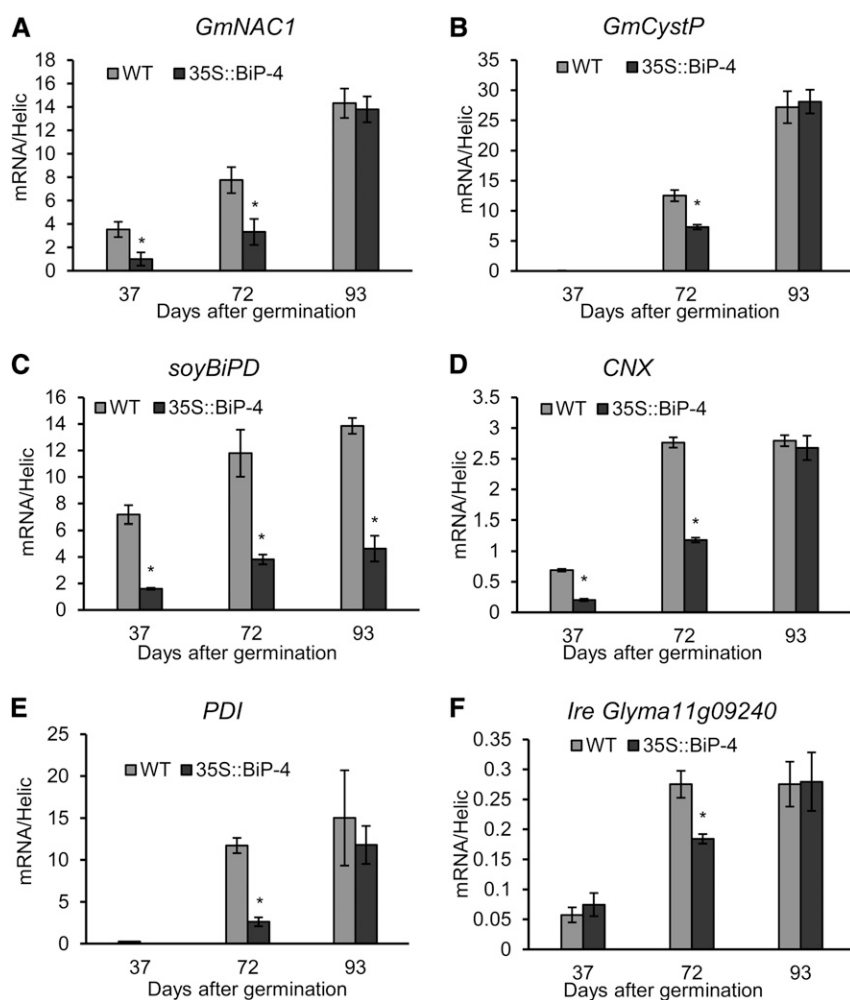 A
GmNAC1
WT 35S::BiP-4
mRNA/Helic
18
16
14
12
10
8
6
4
2
0
* *
37 72 93
Days after germination
B
GmCystP
WT 35S::BiP-4
mRNA/Helic
35
30
25
20
15
10
5
0
*
37 72 93
Days after germination
C
soyBiPD
WT 35S::BiP-4
mRNA/Helic
16
14
12
10
8
6
4
2
0
* * *
37 72 93
Days after germination
D
CNX
WT 35S::BiP-4
mRNA/Helic
3.5
3
2.5
2
1.5
1
0.5
0
* *
37 72 93
Days after germination
E
PDI
WT 35S::BiP-4
mRNA/Helic
25
20
15
10
5
0
*
37 72 93
Days after germination
F
Ire Glyma11g09240
WT 35S::BiP-4
mRNA/Helic
0.35
0.3
0.25
0.2
0.15
0.1
0.05
0
*
37 72 93
Days after germination